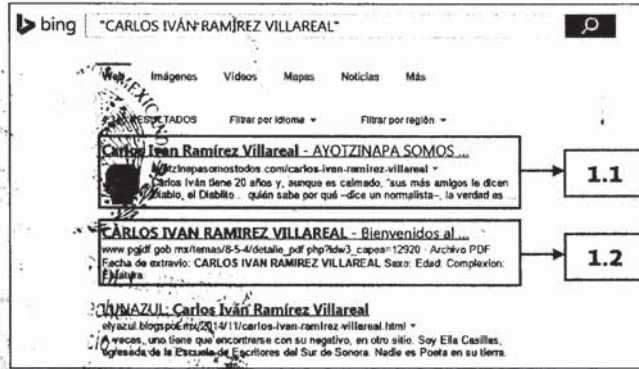 bing "CARLOS IVÁN RAMÍREZ VILLAREAL"
Web Imágenes Videos Mapas Noticias Más
MEXICANO
RESULTADOS Filtrar por idioma Filtrar por región
Carlos Ivan Ramírez Villareal - AYOTZINAPA SOMOS ...
ayotzinapasomostodos.com/carlos-ivan-ramirez-villareal
Carlos Iván tiene 20 años y, aunque es calmado, "sus más amigos le dicen
Diablo, el Diablito... quién sabe por qué –dice un normalista–, la verdad es ...
1.1
CARLOS IVAN RAMIREZ VILLAREAL - Bienvenidos al ...
www.pgjdf.gob.mx/temas/8-5-4/detalle_pdf.php?idw3_capea=12920 · Archivo PDF
Fecha de extravío: CARLOS IVAN RAMIREZ VILLAREAL Sexo: Edad: Complexion:
Estatura:
1.2
LUNAZUL: Carlos Iván Ramírez Villareal
elyazul.blogspot.mx/2014/11/carlos-ivan-ramirez-villareal.html
A veces, uno tiene que encontrarse con su negativo, en otro sitio. Soy Ella Casillas,
egresada de la Escuela de Escritores del Sur de Sonora. Nadie es Poeta en su tierra.